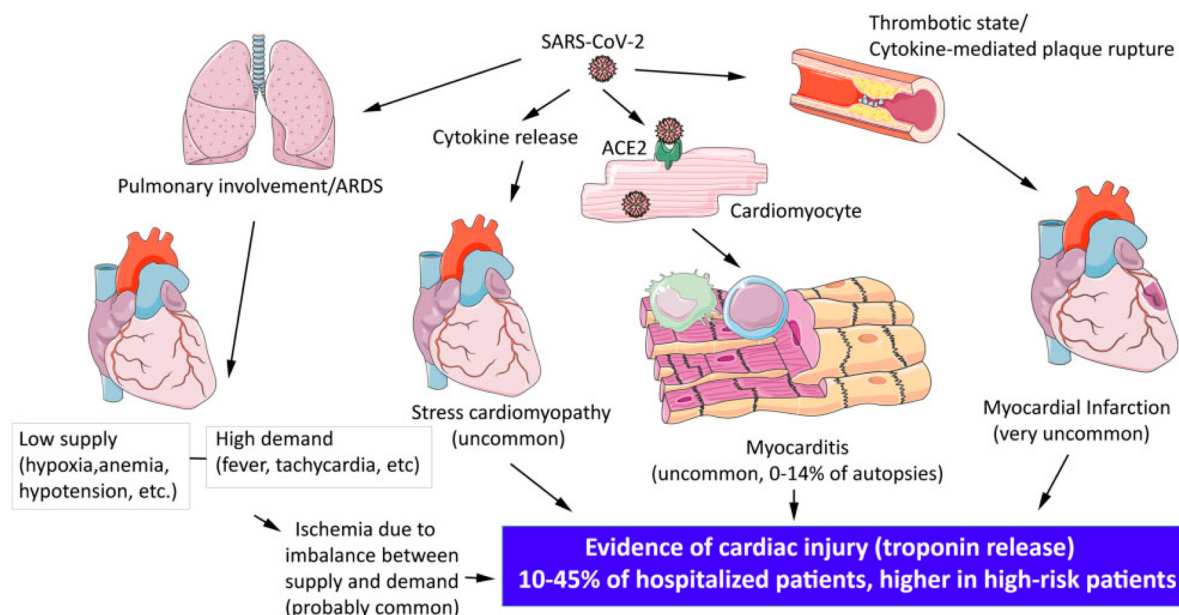 SARS-CoV-2
Thrombotic state/
Cytokine-mediated plaque rupture
Cytokine release
ACE2
Pulmonary involvement/ARDS
Cardiomyocyte
Low supply
(hypoxia,anemia,
hypotension, etc.)
High demand
(fever, tachycardia, etc)
Stress cardiomyopathy
(uncommon)
Myocarditis
(uncommon, 0-14% of autopsies)
Myocardial Infarction
(very uncommon)
Ischemia due to
imbalance between
supply and demand
(probably common)
Evidence of cardiac injury (troponin release)
10-45% of hospitalized patients, higher in high-risk patients